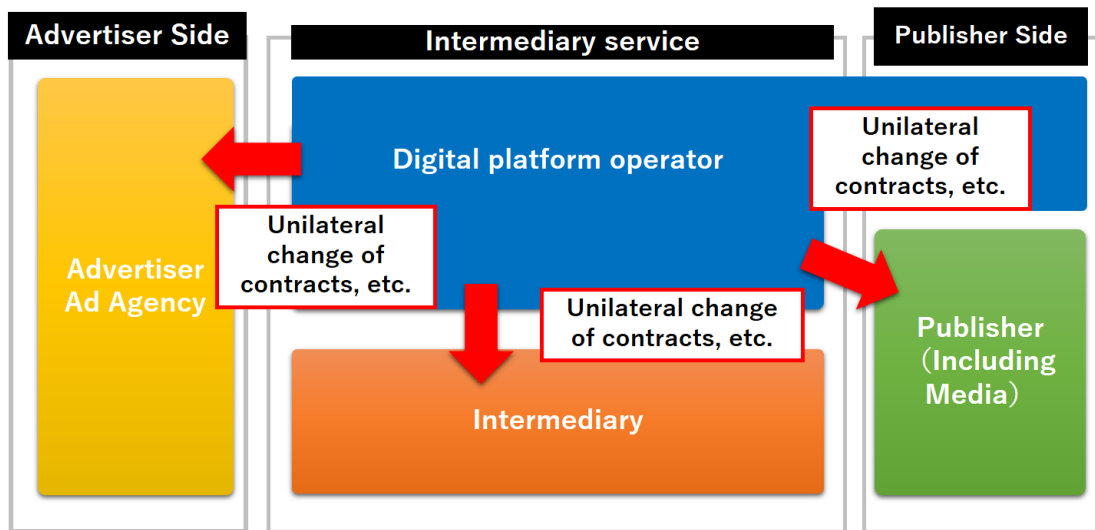 Advertiser Side
Intermediary service
Publisher Side
Digital platform operator
Unilateral
change of
contracts, etc.
Unilateral
change of
contracts, etc.
Advertiser
Ad Agency
Unilateral change
of contracts, etc.
Publisher
（Including
Media）
Intermediary